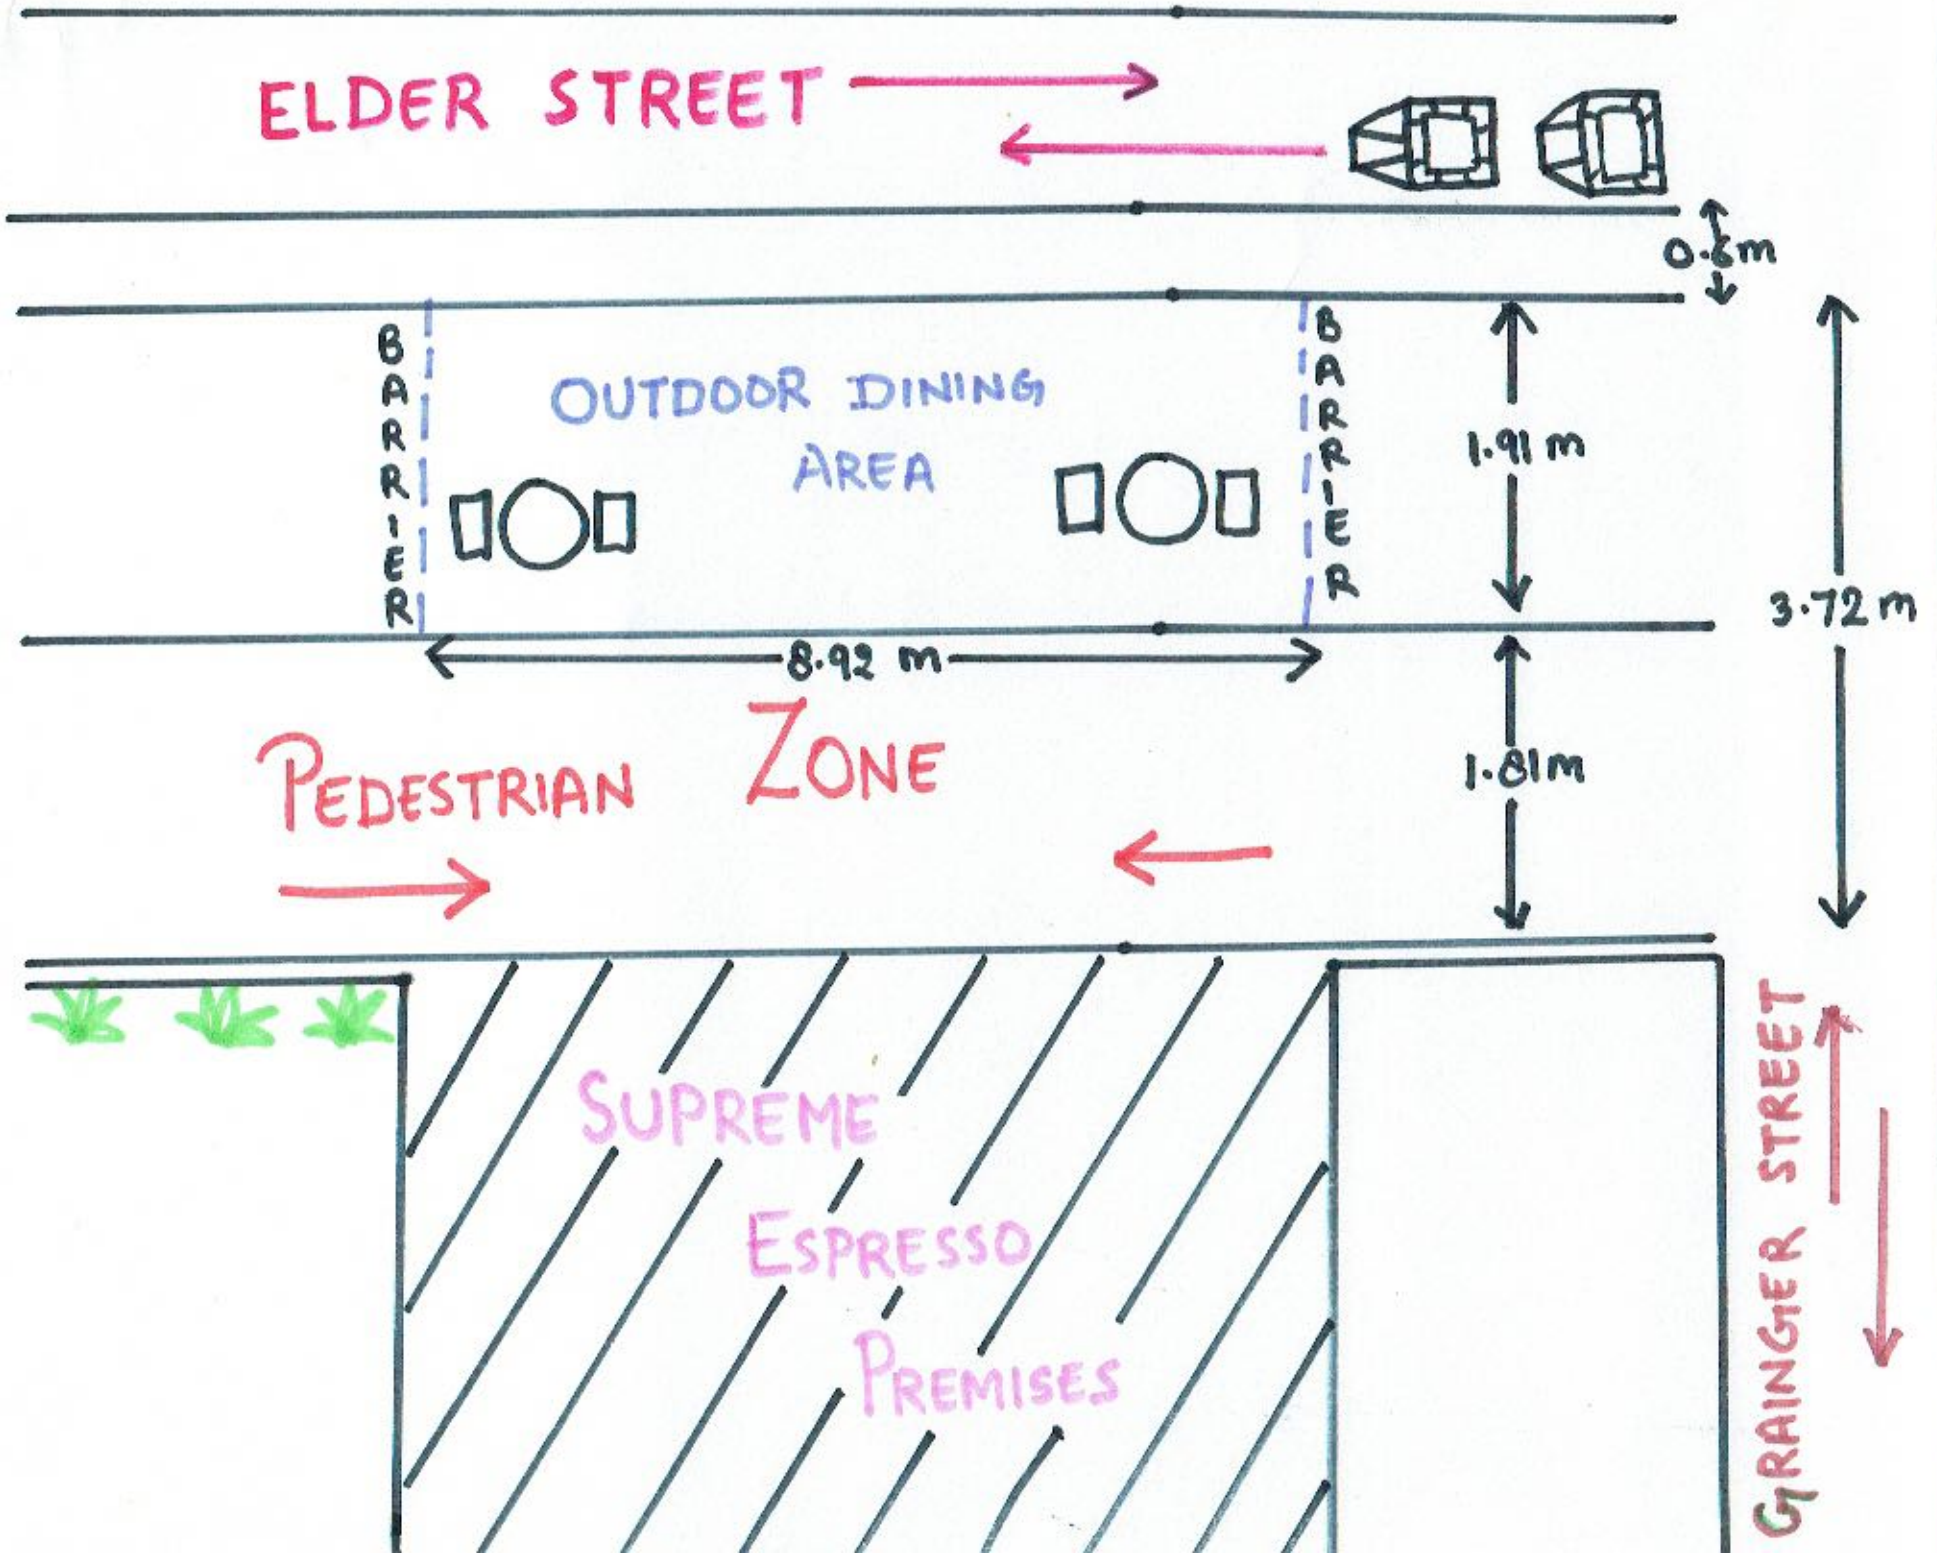 ELDER STREET
0.6m
BARRIER
OUTDOOR DINING
AREA
BARRIER
1.91 m
3.72 m
8.92 m
PEDESTRIAN ZONE
1.81m
SUPREME
ESPRESSO
PREMISES
GRAINGER STREET